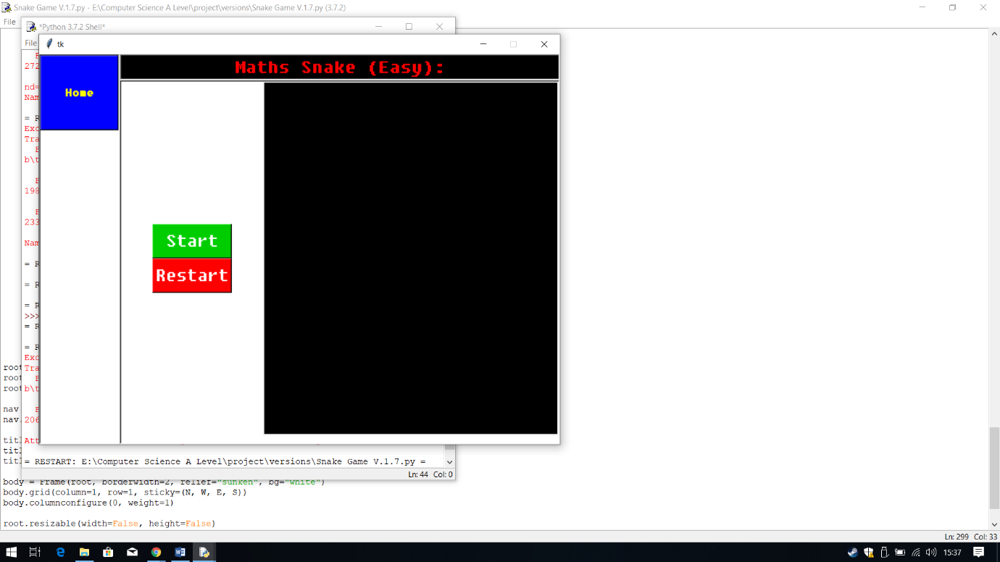 Snake Game V.1.7.py - E:\Computer Science A Level\project\versions\Snake Game V.1.7.py (3.7.2)
File
*Python 3.7.2 Shell*
File
tk
Home
Maths Snake (Easy):
Start
Restart
272
nd=
Nam
= R
Exc
Tra
b\t
198
233
Nam
= R
= R
= R
>>>
= R
= R
Exc
Tra
b\t
206
Att
= RESTART: E:\Computer Science A Level\project\versions\Snake Game V.1.7.py =
Ln: 44 Col: 0
root
root
root
nav
nav.
titl
titl
titl
body = Frame(root, borderwidth=2, relief="sunken", bg="white")
body.grid(column=1, row=1, sticky=(N, W, E, S))
body.columnconfigure(0, weight=1)
root.resizable(width=False, height=False)
Ln: 299 Col: 33
15:37